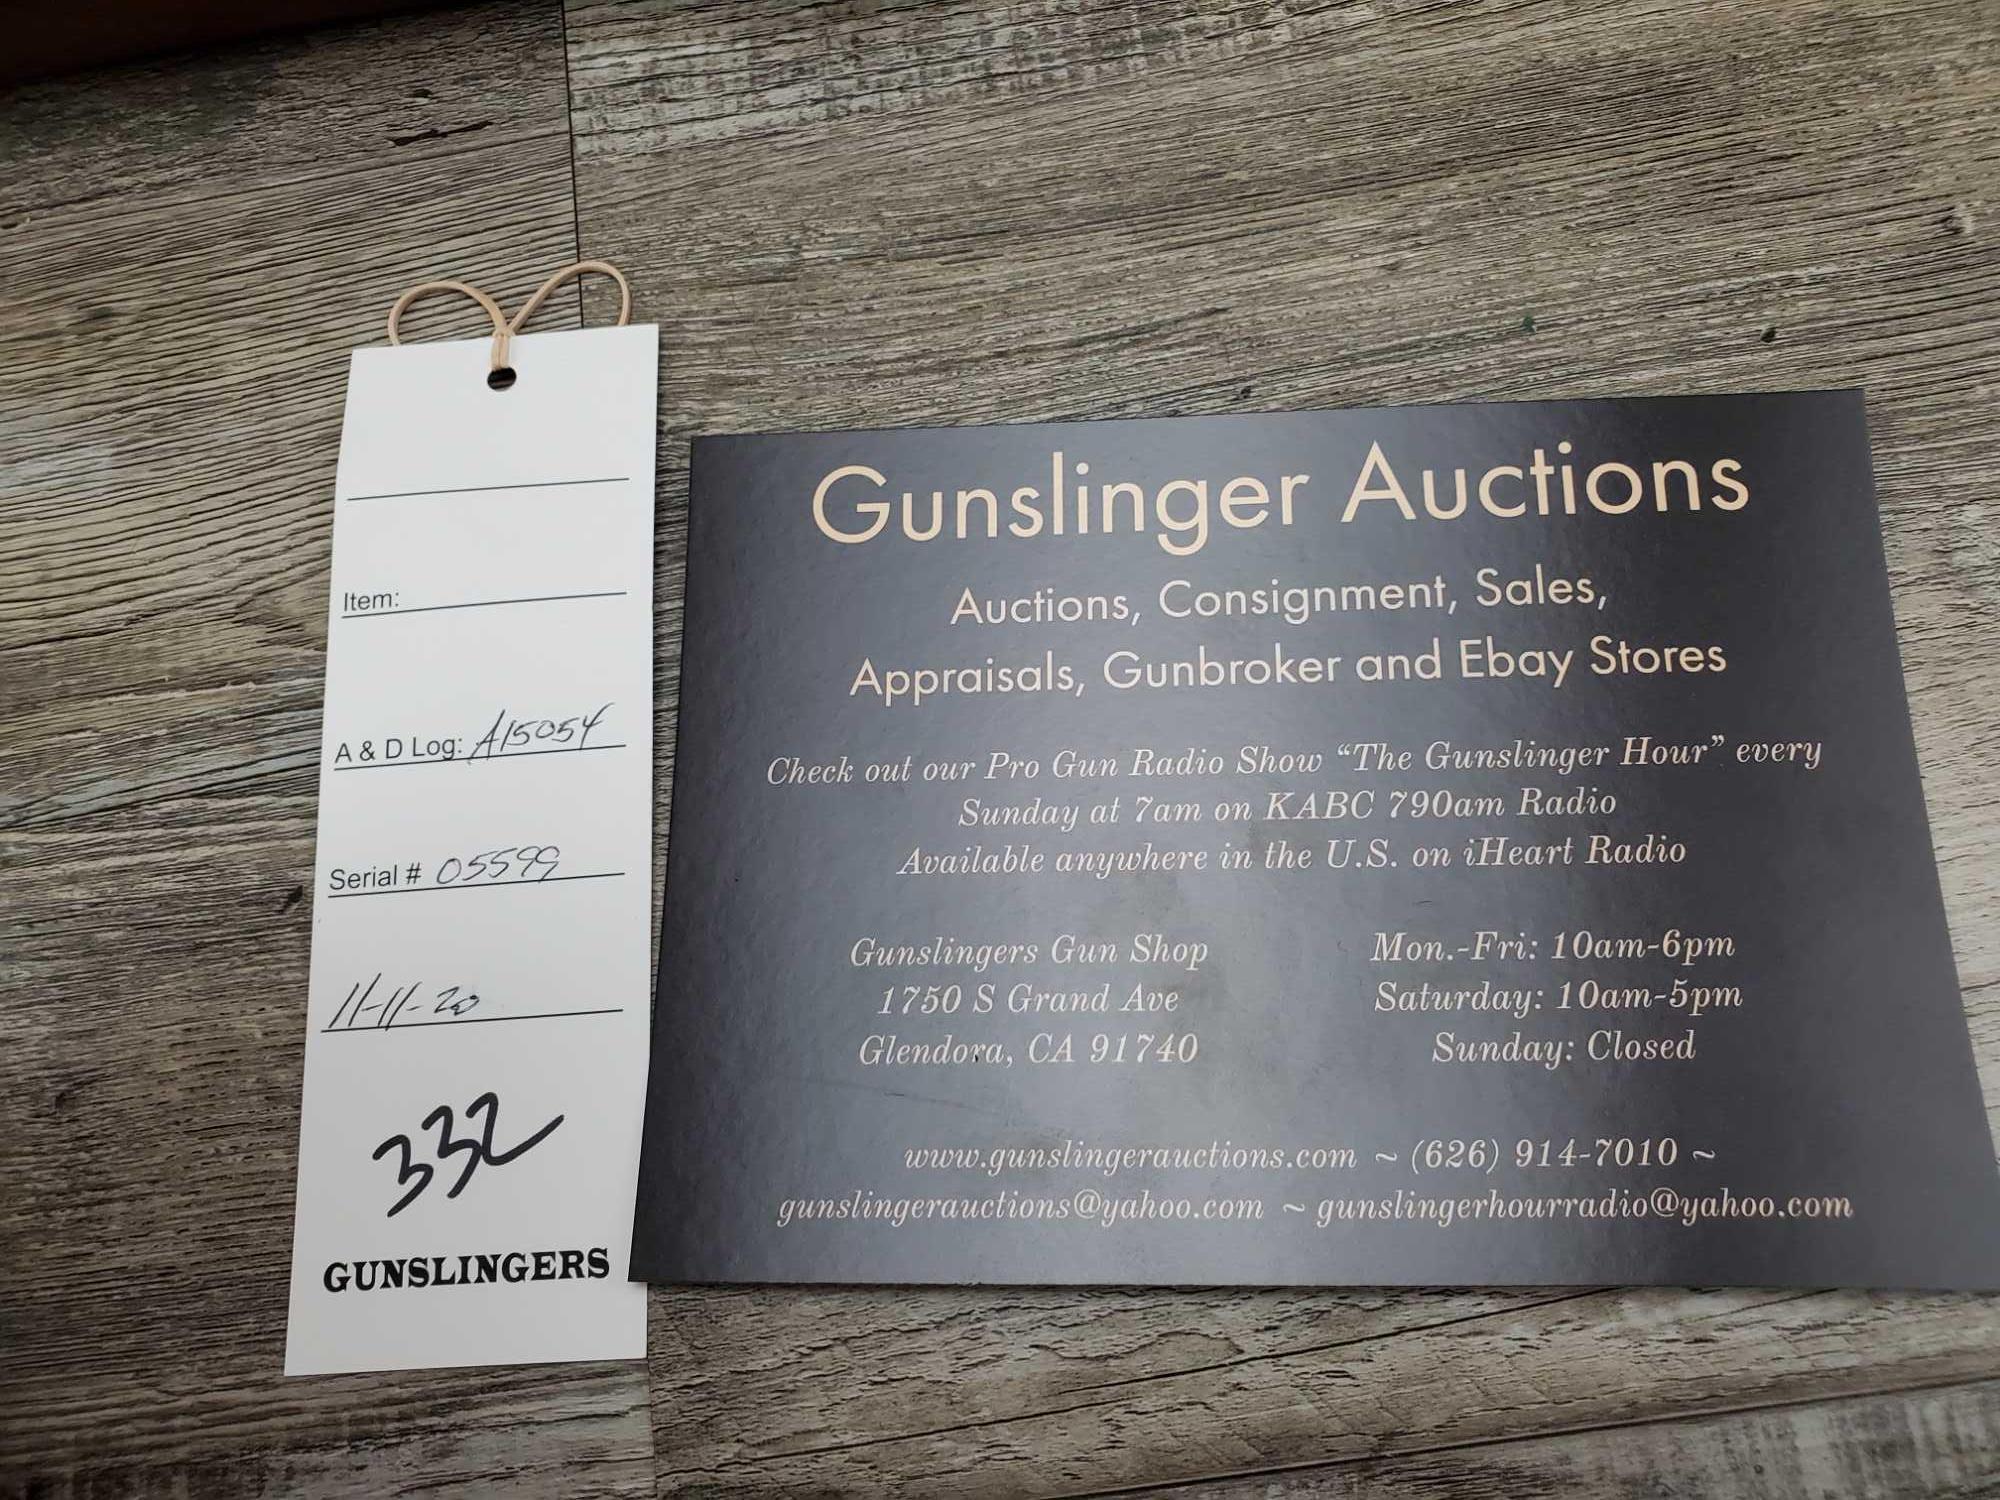 Item:
A & D Log: A15054
Serial # 05599
11-11-20
332
GUNSLINGERS
Gunslinger Auctions
Auctions, Consignment, Sales,
Appraisals, Gunbroker and Ebay Stores
Check out our Pro Gun Radio Show “The Gunslinger Hour” every
Sunday at 7am on KABC 790am Radio
Available anywhere in the U.S. on iHeart Radio
Gunslingers Gun Shop
1750 S Grand Ave
Glendora, CA 91740
Mon.-Fri: 10am-6pm
Saturday: 10am-5pm
Sunday: Closed
www.gunslingerauctions.com ~ (626) 914-7010 ~
gunslingerauctions@yahoo.com ~ gunslingerhourradio@yahoo.com